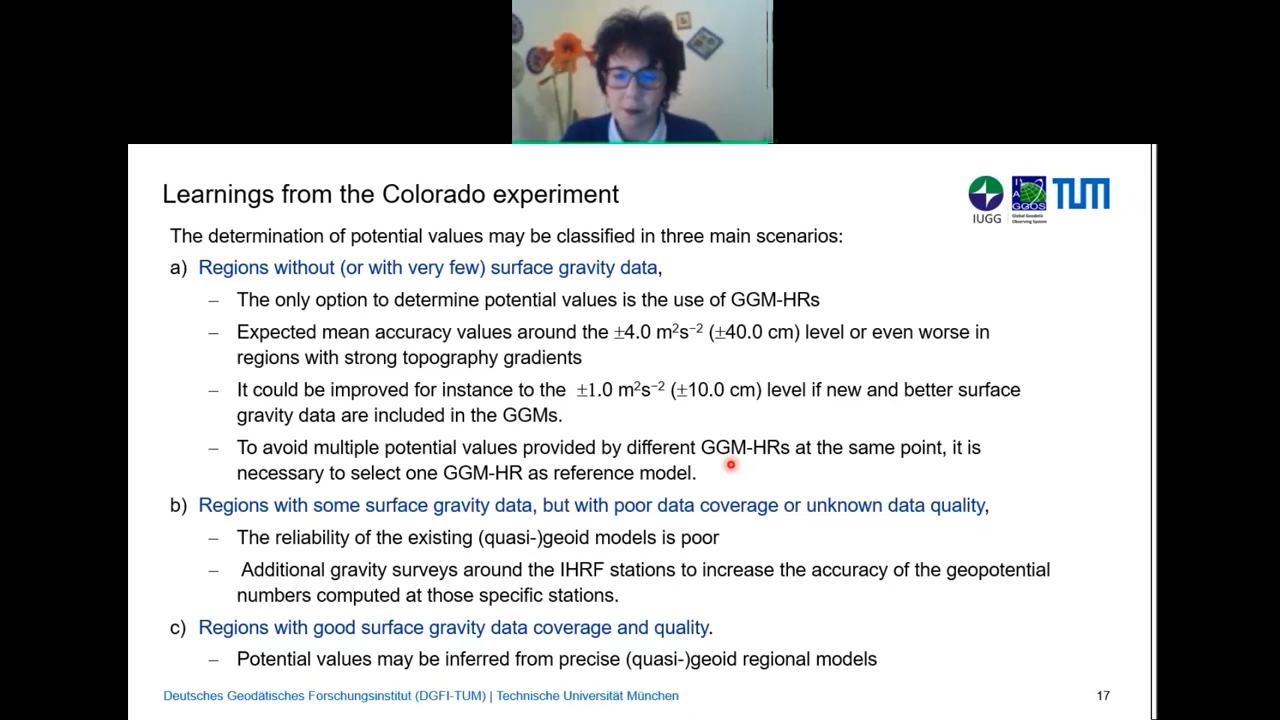 Learnings from the Colorado experiment
IUGG
I
A
G
GGOS
Global Geodetic
Observing System
TUM
The determination of potential values may be classified in three main scenarios:
a) Regions without (or with very few) surface gravity data,
– The only option to determine potential values is the use of GGM-HRs
– Expected mean accuracy values around the ±4.0 m²s⁻² (±40.0 cm) level or even worse in
regions with strong topography gradients
– It could be improved for instance to the ±1.0 m²s⁻² (±10.0 cm) level if new and better surface
gravity data are included in the GGMs.
– To avoid multiple potential values provided by different GGM-HRs at the same point, it is
necessary to select one GGM-HR as reference model.
b) Regions with some surface gravity data, but with poor data coverage or unknown data quality,
– The reliability of the existing (quasi-)geoid models is poor
– Additional gravity surveys around the IHRF stations to increase the accuracy of the geopotential
numbers computed at those specific stations.
c) Regions with good surface gravity data coverage and quality.
– Potential values may be inferred from precise (quasi-)geoid regional models
Deutsches Geodätisches Forschungsinstitut (DGFI-TUM) | Technische Universität München
17